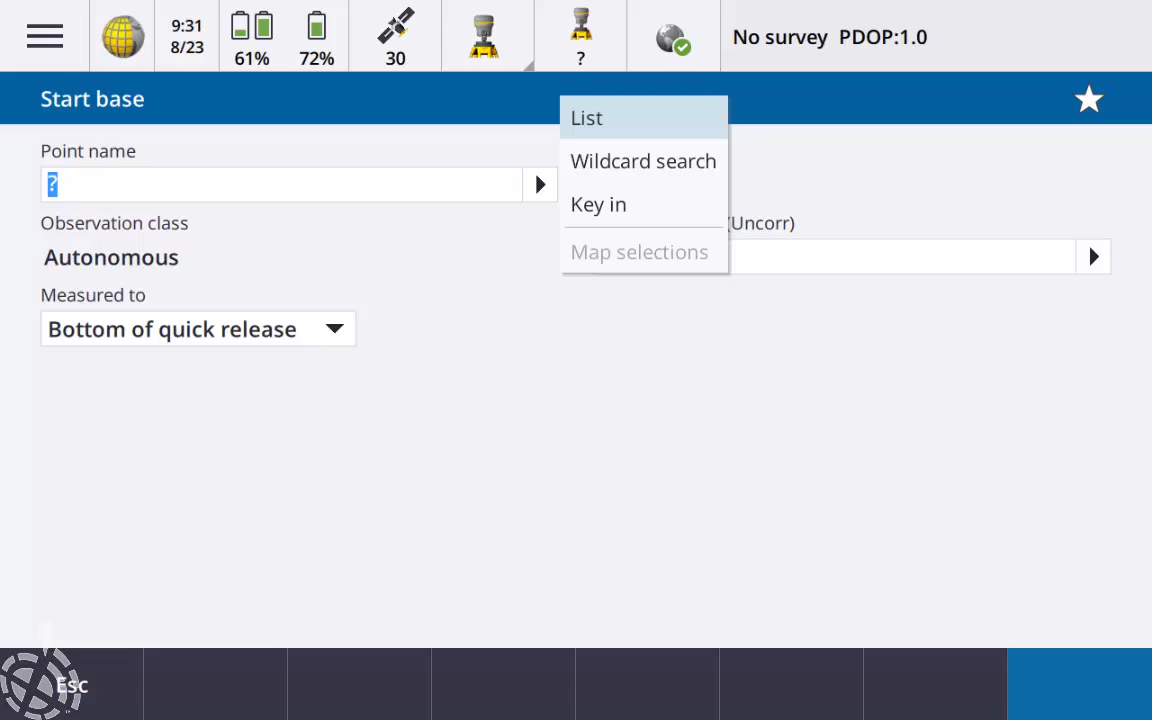 9:31
8/23
61%
72%
30
?
No survey PDOP:1.0
Start base
Point name
?
List
Wildcard search
Key in
Map selections
Observation class
(Uncorr)
Autonomous
Measured to
Bottom of quick release
Esc